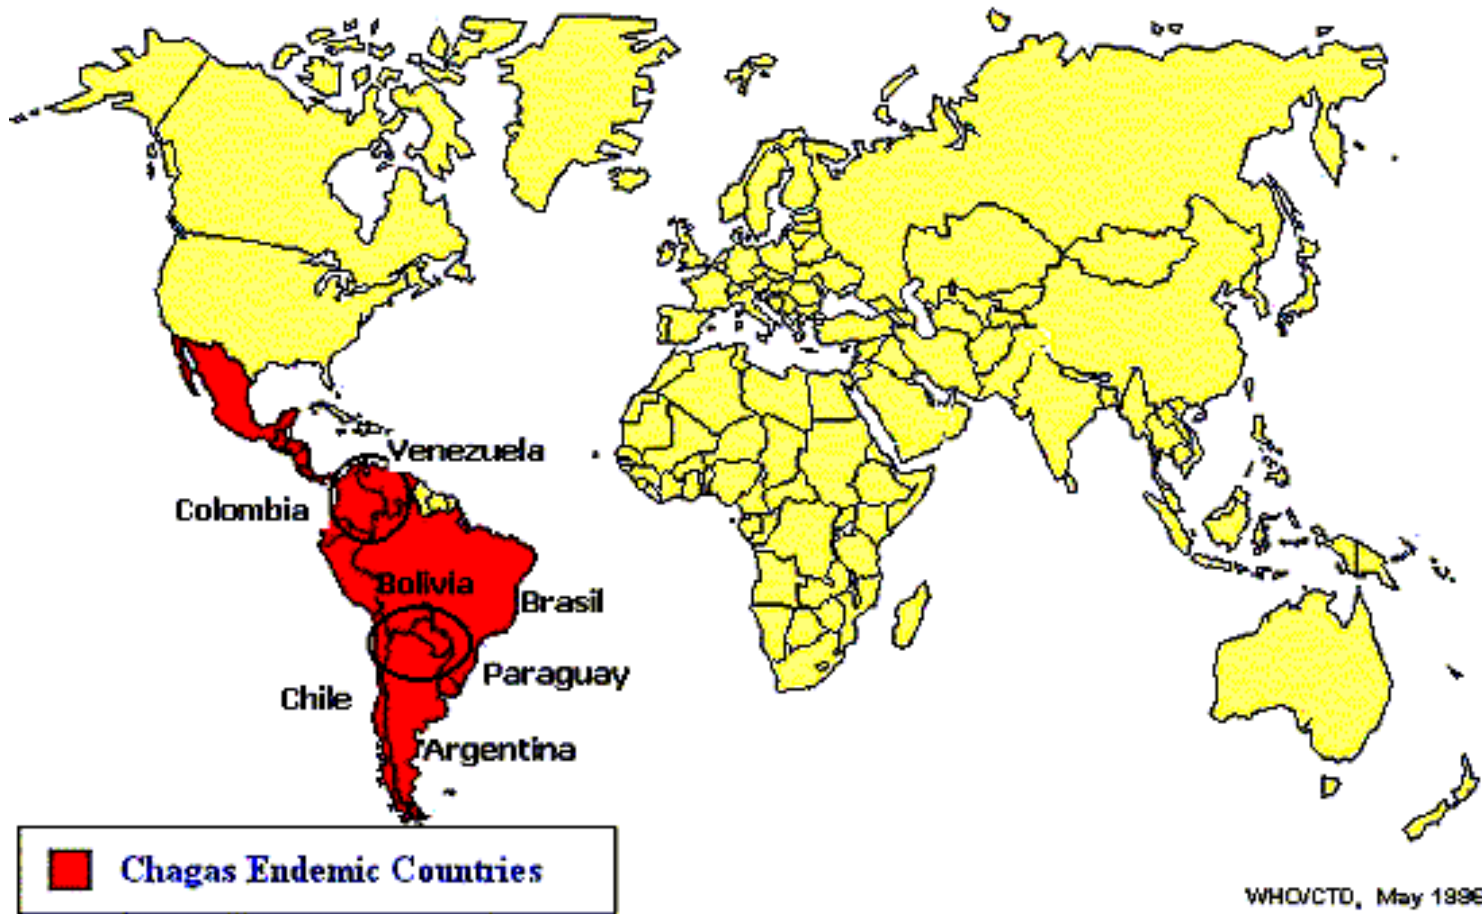 Venezuela
Colombia
Bolivia
Brasil
Paraguay
Chile
Argentina
Chagas Endemic Countries
WHO/CTD, May